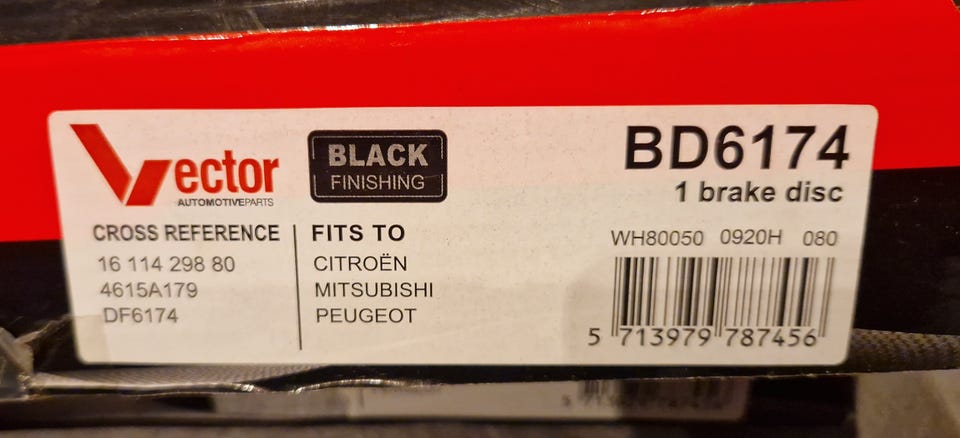 Vector
AUTOMOTIVEPARTS
BLACK
FINISHING
BD6174
1 brake disc
CROSS REFERENCE
16 114 298 80
4615A179
DF6174
FITS TO
CITROËN
MITSUBISHI
PEUGEOT
WH80050 0920H 080
5 713979 787456